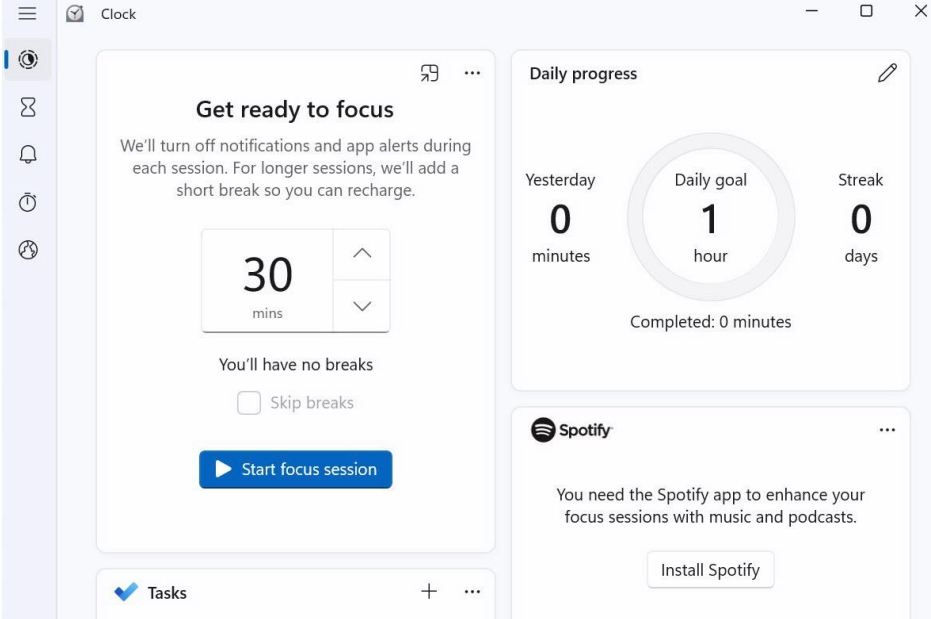 Clock
Get ready to focus
We'll turn off notifications and app alerts during
each session. For longer sessions, we'll add a
short break so you can recharge.
30
mins
You'll have no breaks
Skip breaks
Start focus session
Tasks
Daily progress
Yesterday
0
minutes
Daily goal
1
hour
Streak
0
days
Completed: 0 minutes
Spotify
You need the Spotify app to enhance your
focus sessions with music and podcasts.
Install Spotify